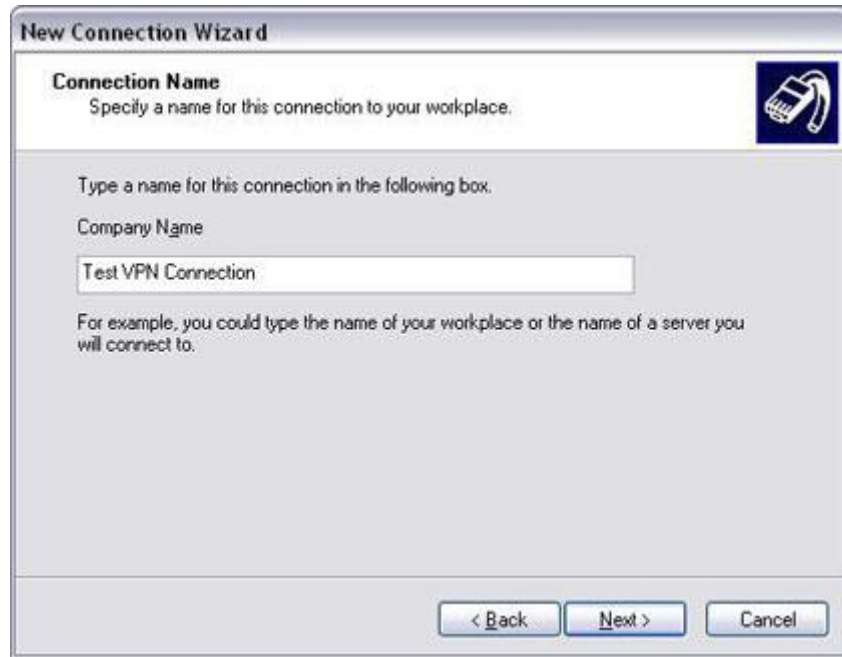 New Connection Wizard
Connection Name
Specify a name for this connection to your workplace.
Type a name for this connection in the following box.
Company Name
Test VPN Connection
For example, you could type the name of your workplace or the name of a server you
will connect to.
< Back Next > Cancel